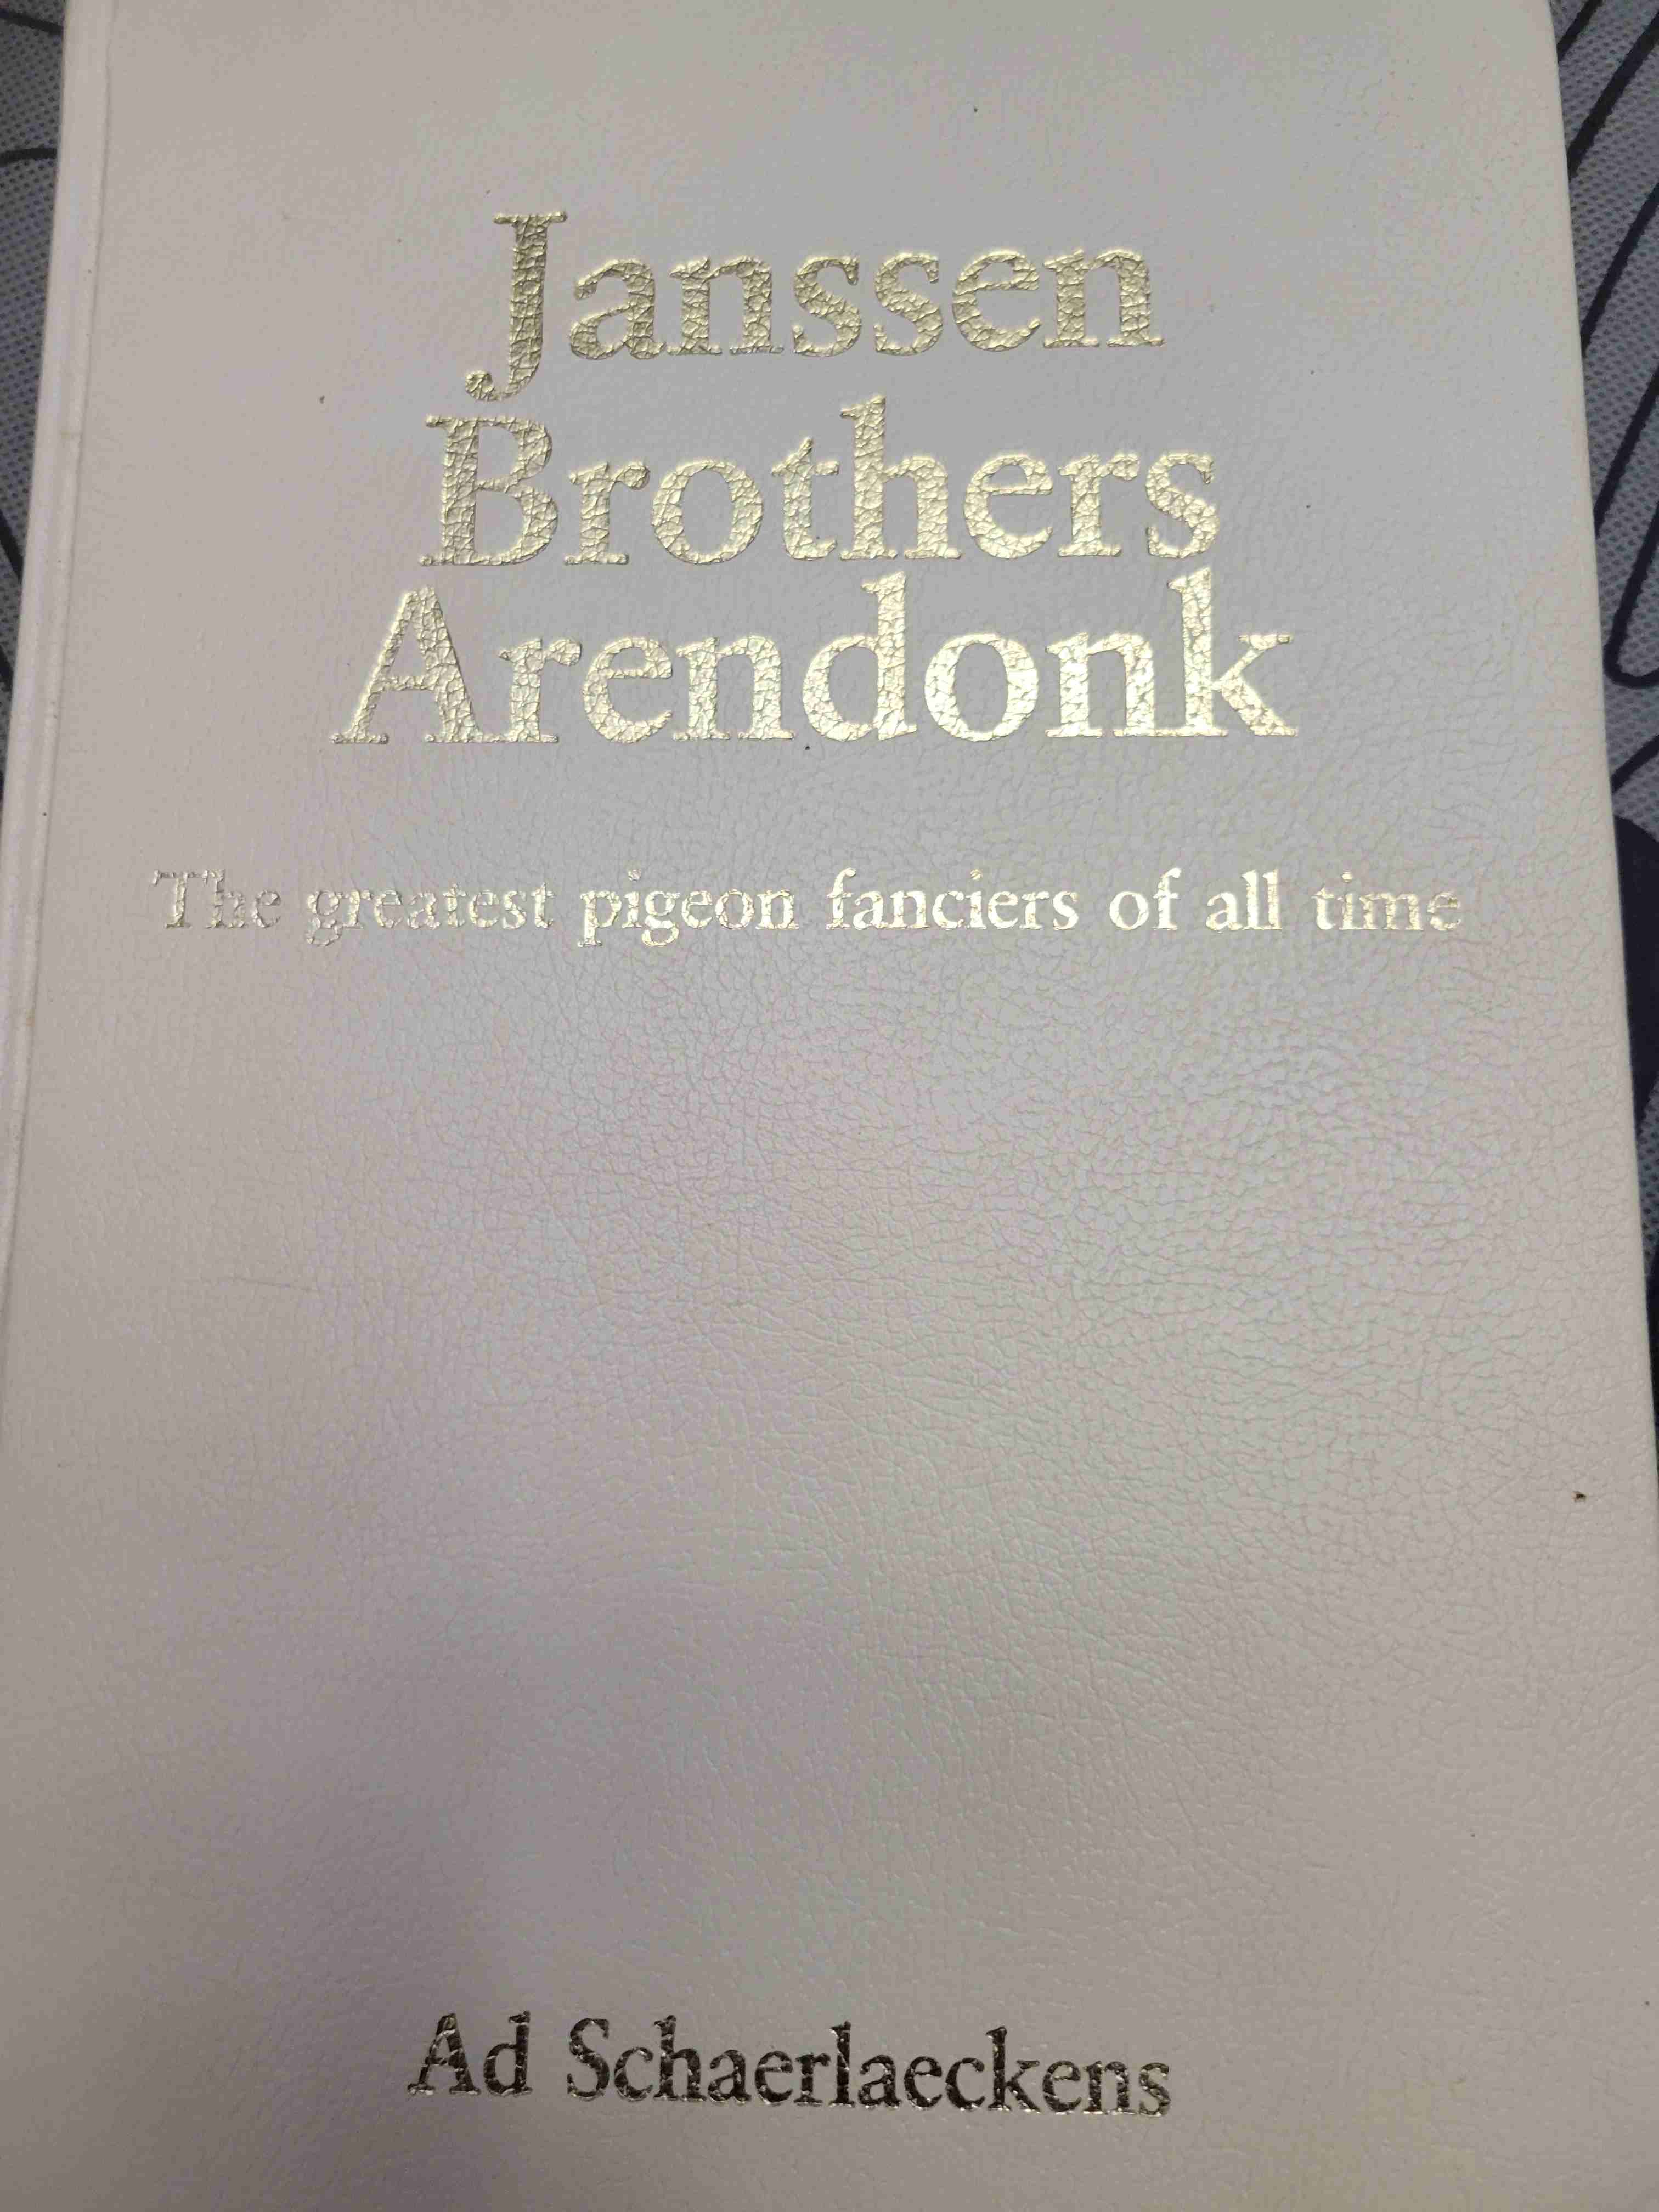 Janssen
Brothers
Arendonk
The greatest pigeon fanciers of all time
Ad Schaerlaeckens